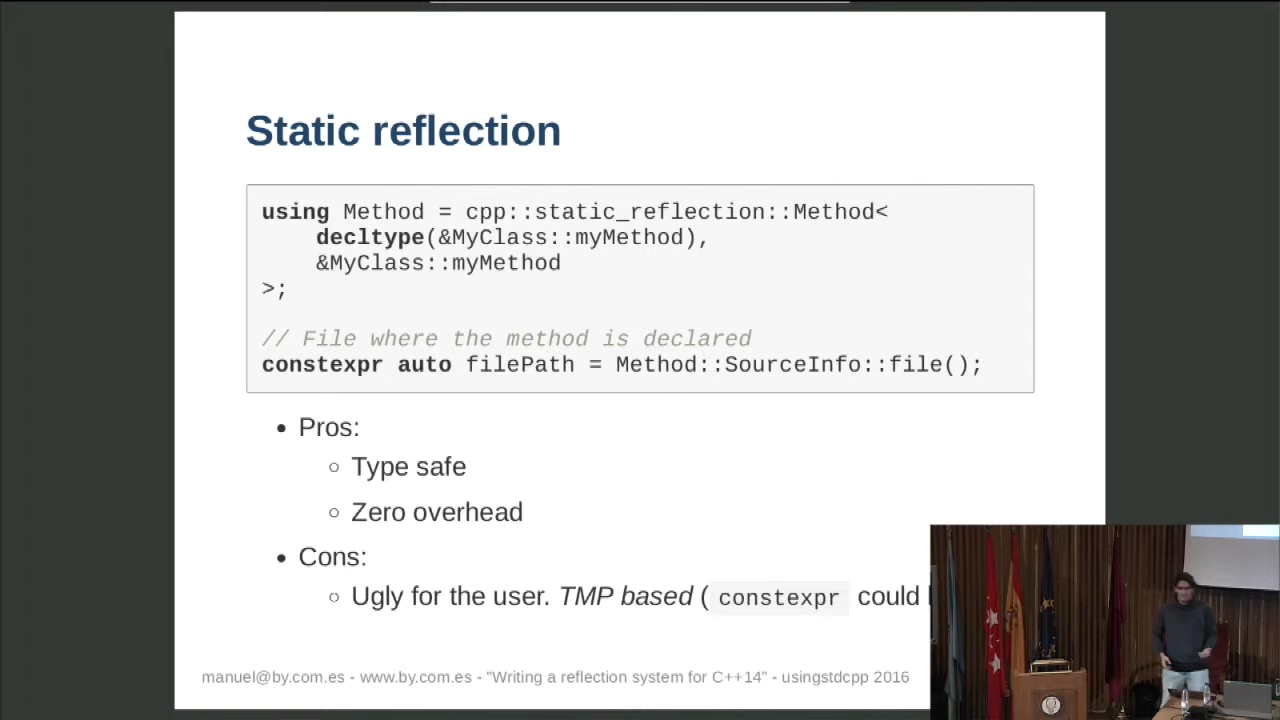 Static reflection
using Method = cpp::static_reflection::Method<
decltype(&MyClass::myMethod),
&MyClass::myMethod
>;
// File where the method is declared
constexpr auto filePath = Method::SourceInfo::file();
• Pros:
○ Type safe
○ Zero overhead
• Cons:
○ Ugly for the user. TMP based ( constexpr could
manuel@by.com.es - www.by.com.es - "Writing a reflection system for C++14" - usingstdcpp 2016